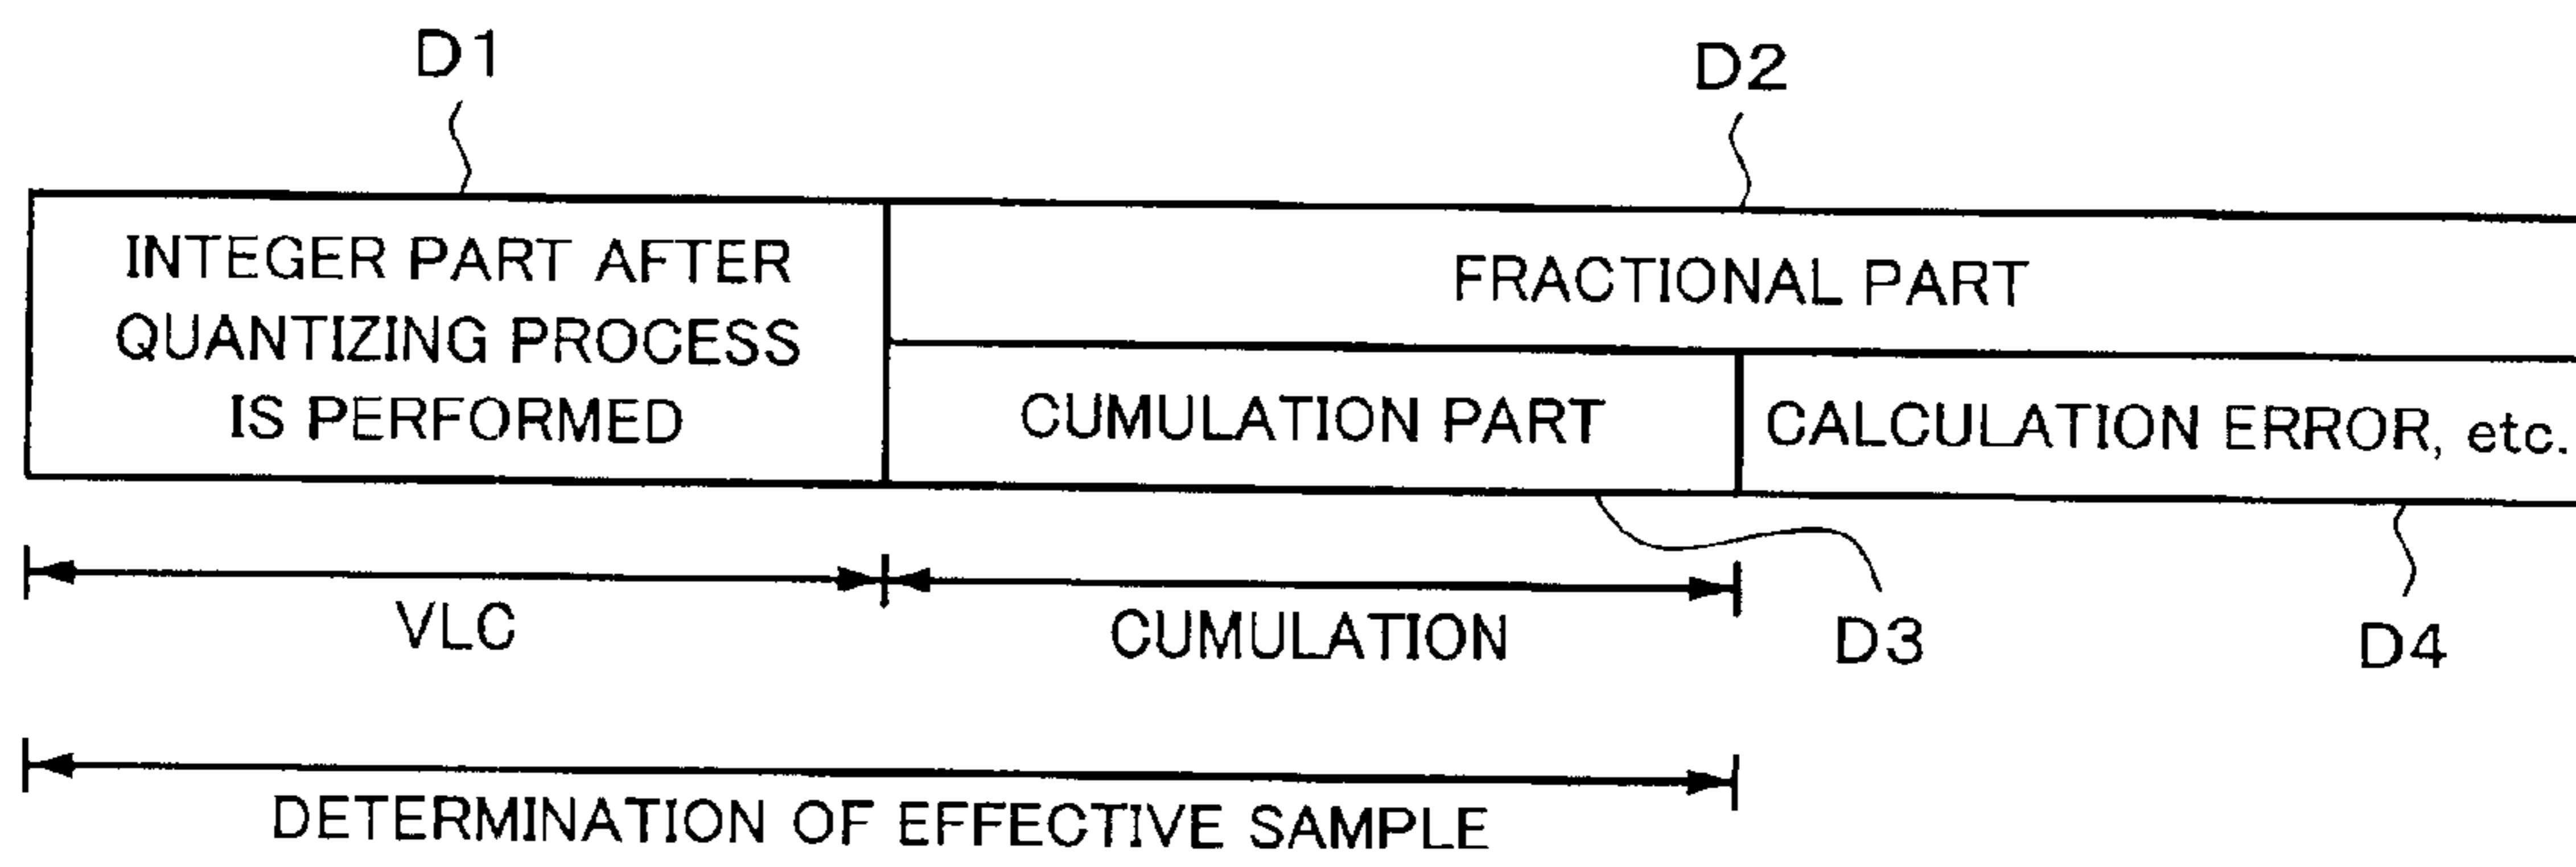 D1
D2
INTEGER PART AFTER
QUANTIZING PROCESS
IS PERFORMED
FRACTIONAL PART
CUMULATION PART
CALCULATION ERROR, etc.
VLC
CUMULATION
D3
D4
DETERMINATION OF EFFECTIVE SAMPLE